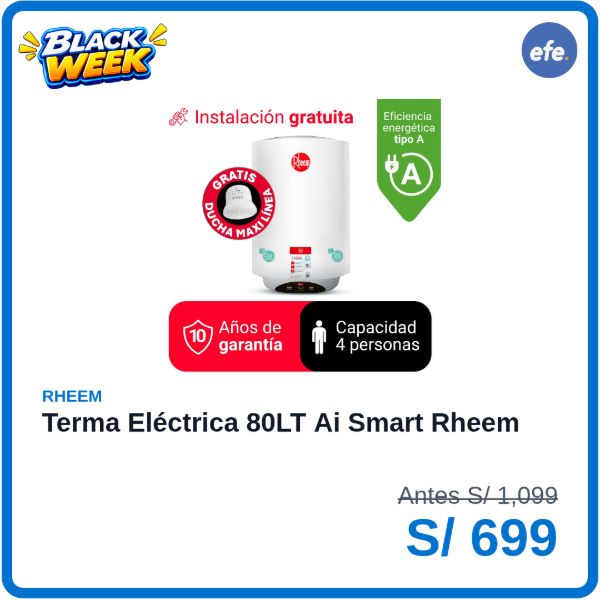 BLACK
WEEK
efe.
Instalación gratuita
Eficiencia
energética
tipo A
A
Rheem
GRATIS
DUCHA MAXI LÍNEA
10
Años de
garantía
Capacidad
4 personas
RHEEM
Terma Eléctrica 80LT Ai Smart Rheem
Antes S/ 1,099
S/ 699